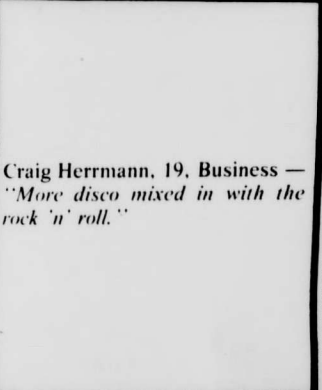 Craig Herrmann, 19, Business —
"More disco mixed in with the
rock 'n' roll."